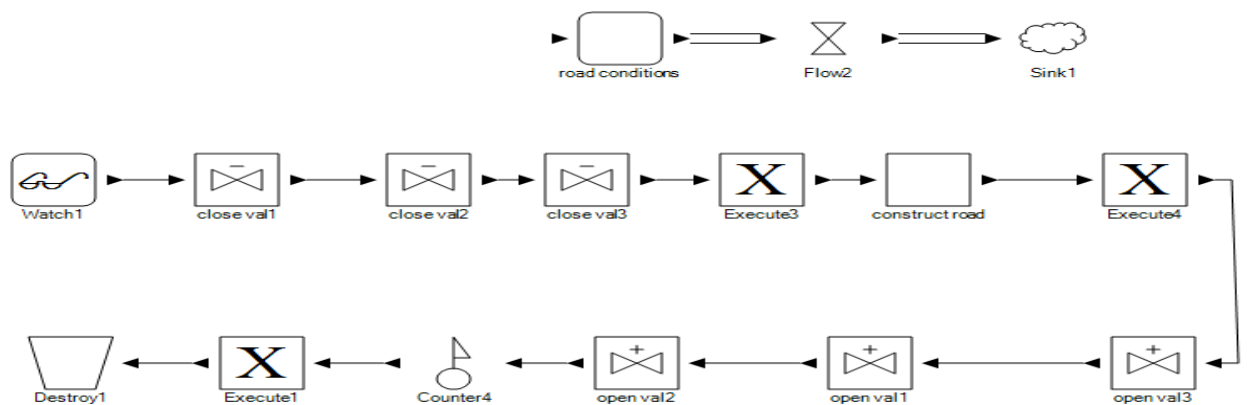 road conditions
Flow2
Sink1
Watch1
−
close val1
−
close val2
−
close val3
X
Execute3
construct road
X
Execute4
Destroy1
X
Execute1
Counter4
+
open val2
+
open val1
+
open val3